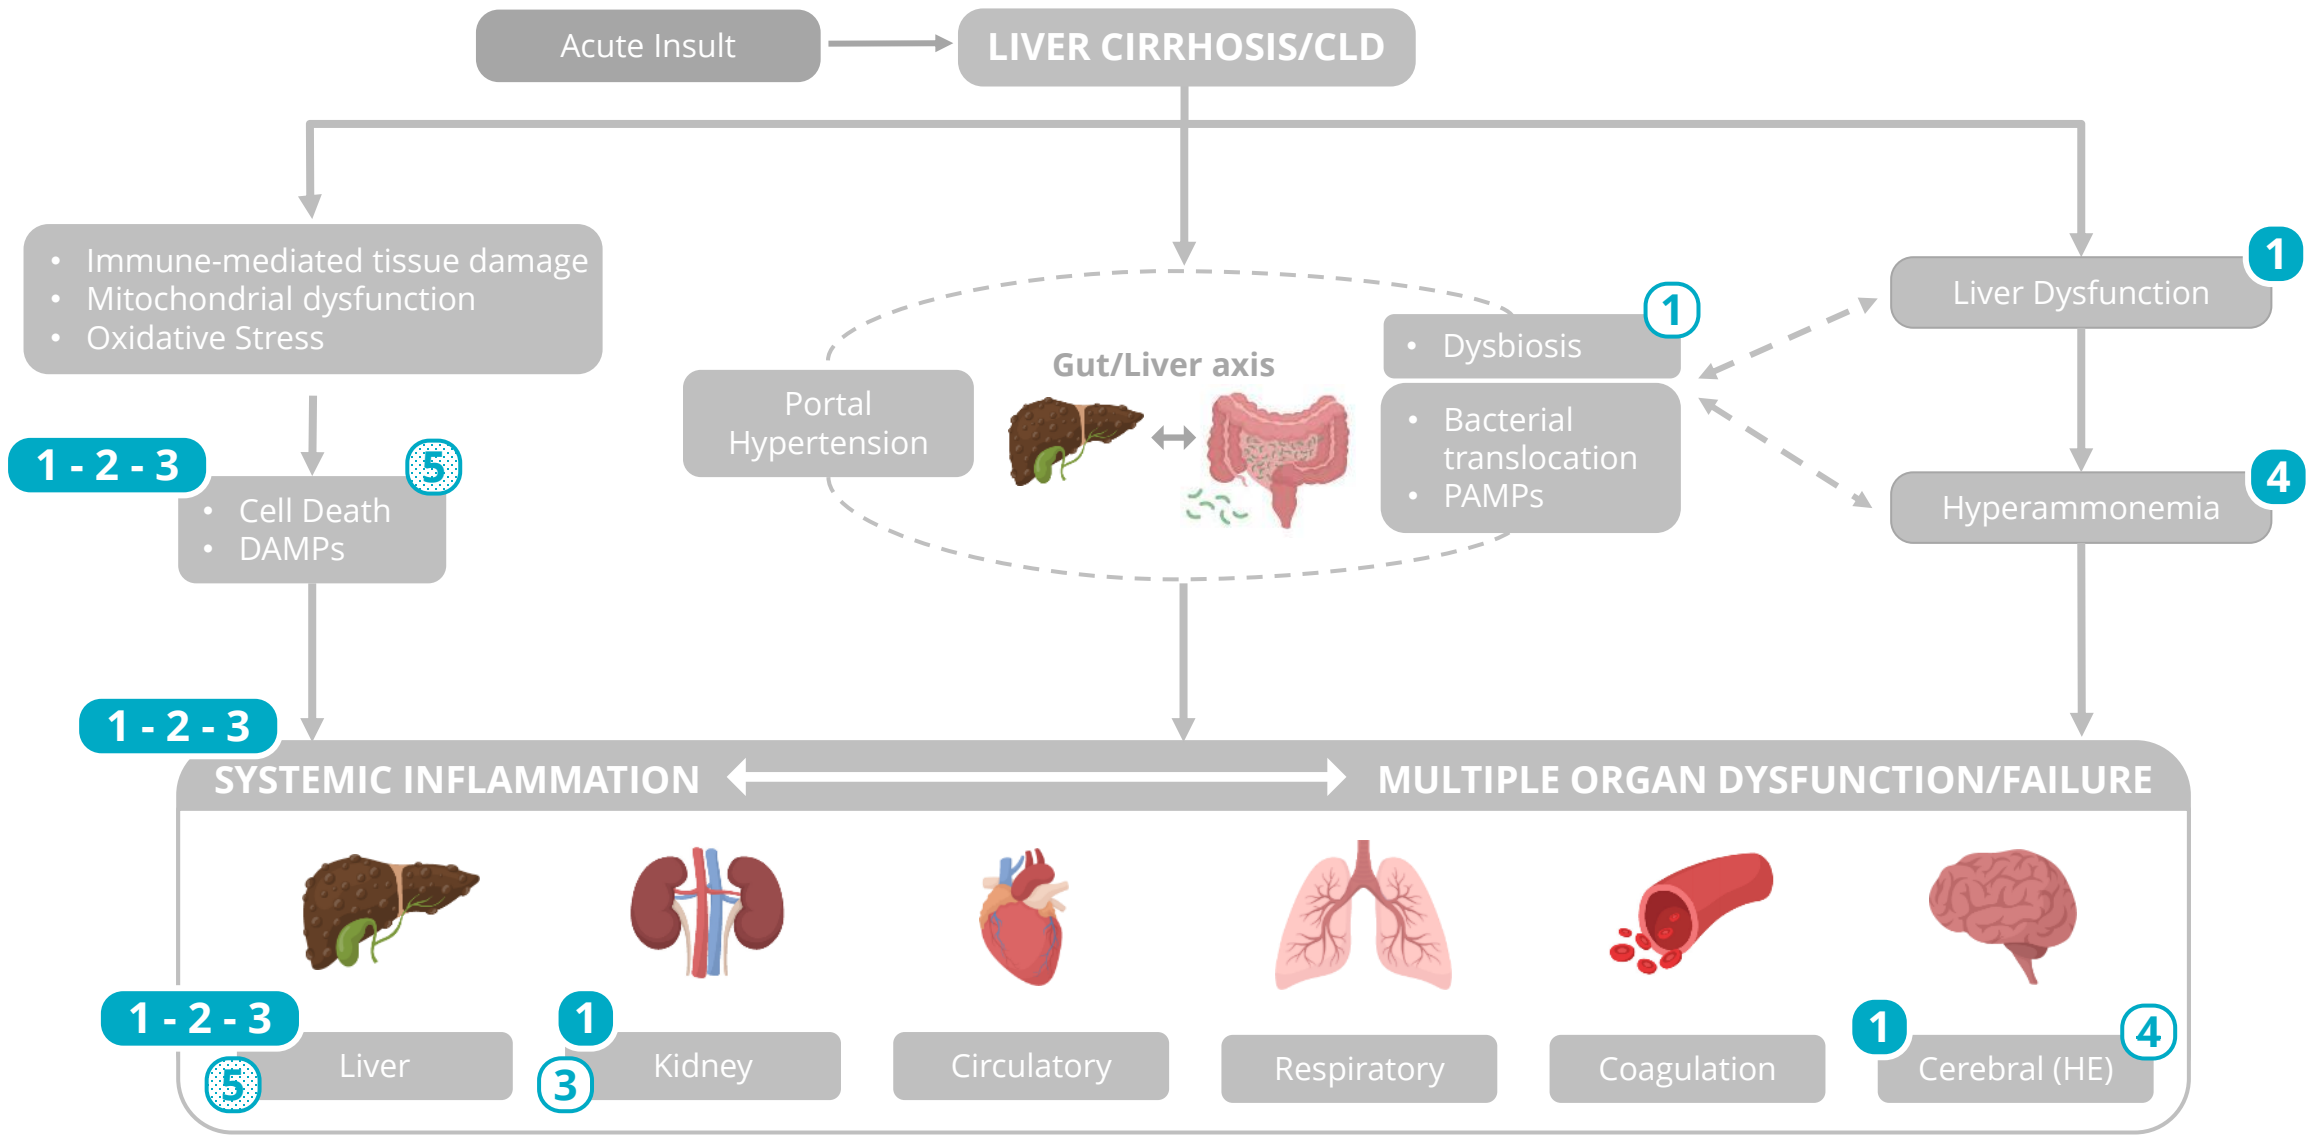 Acute Insult
LIVER CIRRHOSIS/CLD
• Immune-mediated tissue damage
• Mitochondrial dysfunction
• Oxidative Stress
1 - 2 - 3
5
• Cell Death
• DAMPs
Portal
Hypertension
Gut/Liver axis
1
• Dysbiosis
• Bacterial
translocation
• PAMPs
1
Liver Dysfunction
4
Hyperammonemia
1 - 2 - 3
SYSTEMIC INFLAMMATION
MULTIPLE ORGAN DYSFUNCTION/FAILURE
1 - 2 - 3
5
Liver
1
3
Kidney
Circulatory
Respiratory
Coagulation
1
4
Cerebral (HE)